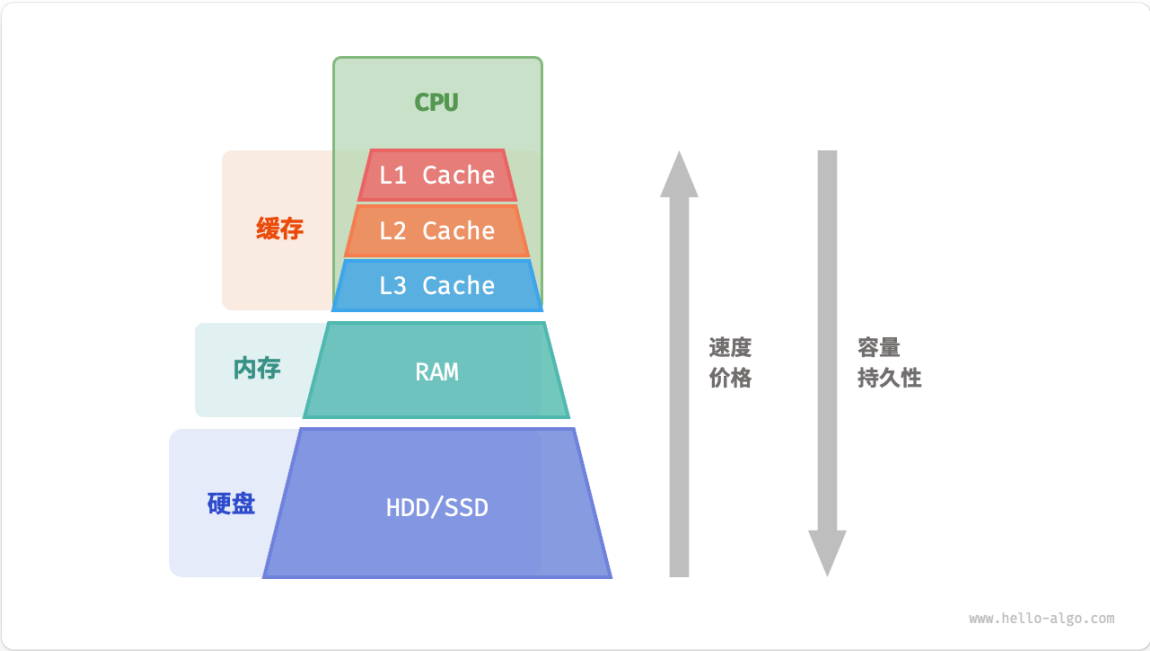 CPU
L1 Cache
缓存
L2 Cache
L3 Cache
内存
RAM
硬盘
HDD/SSD
速度
价格
容量
持久性
www.hello-algo.com